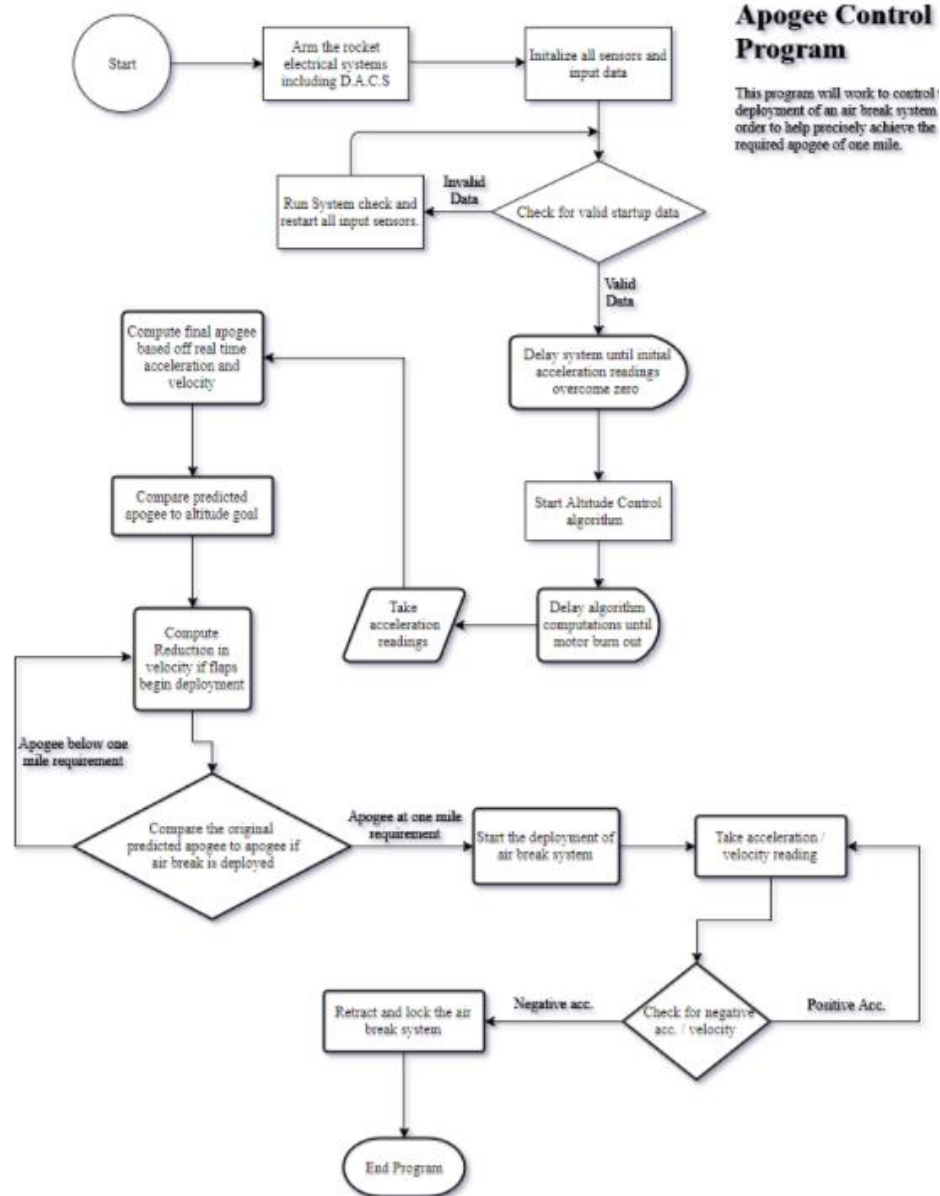 Apogee Control
Program
This program will work to control
deployment of an air break system
order to help precisely achieve the
required apogee of one mile.
Start
Arm the rocket
electrical systems
including D.A.C.S
Initalize all sensors and
input data
Run System check and
restart all input sensors.
Invalid
Data
Check for valid startup data
Valid
Data
Compute final apogee
based off real time
acceleration and
velocity
Delay system until initial
acceleration readings
overcome zero
Compare predicted
apogee to altitude goal
Start Altitude Control
algorithm
Take
acceleration
readings
Delay algorithm
computations until
motor burn out
Compute
Reduction in
velocity if flaps
begin deployment
Apogee below one
mile requirement
Compare the original
predicted apogee to apogee if
air break is deployed
Apogee at one mile
requirement
Start the deployment of
air break system
Take acceleration /
velocity reading
Retract and lock the air
break system
Negative acc.
Check for negative
acc. / velocity
Positive Acc.
End Program